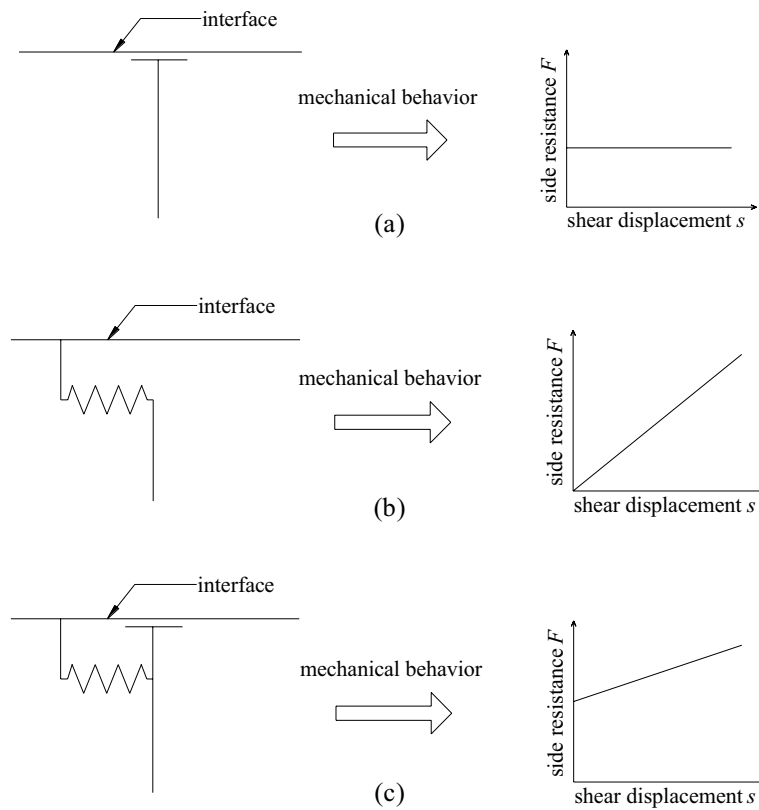 interface
mechanical behavior
side resistance F
shear displacement s
(a)
interface
mechanical behavior
side resistance F
shear displacement s
(b)
interface
mechanical behavior
side resistance F
shear displacement s
(c)